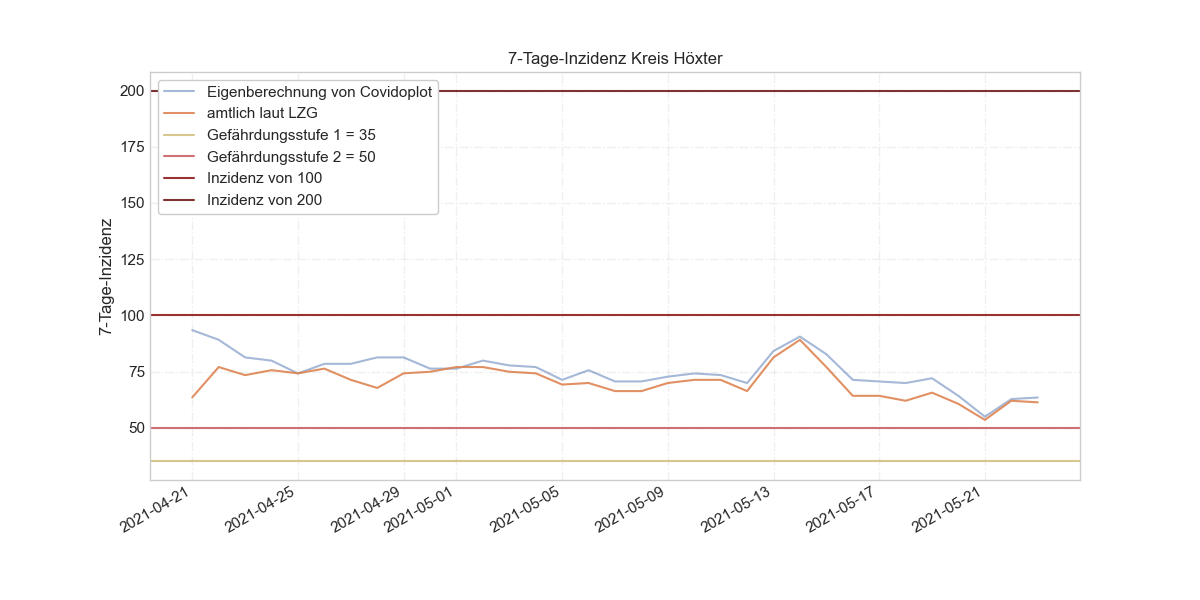 7-Tage-Inzidenz Kreis Höxter
Eigenberechnung von Covidoplot
amtlich laut LZG
Gefährdungsstufe 1 = 35
Gefährdungsstufe 2 = 50
Inzidenz von 100
Inzidenz von 200
7-Tage-Inzidenz
200
175
150
125
100
75
50
2021-04-21
2021-04-25
2021-04-29
2021-05-01
2021-05-05
2021-05-09
2021-05-13
2021-05-17
2021-05-21